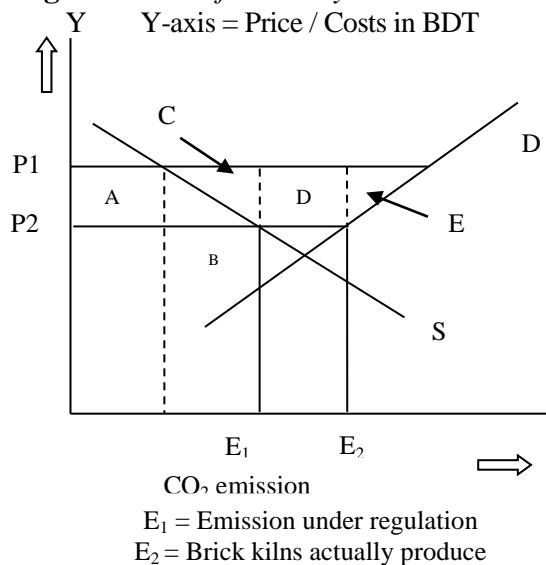 Y Y-axis = Price / Costs in BDT
C
D
P1
A
D
P2
E
B
S
E₁ E₂
CO₂ emission
E₁ = Emission under regulation
E₂ = Brick kilns actually produce